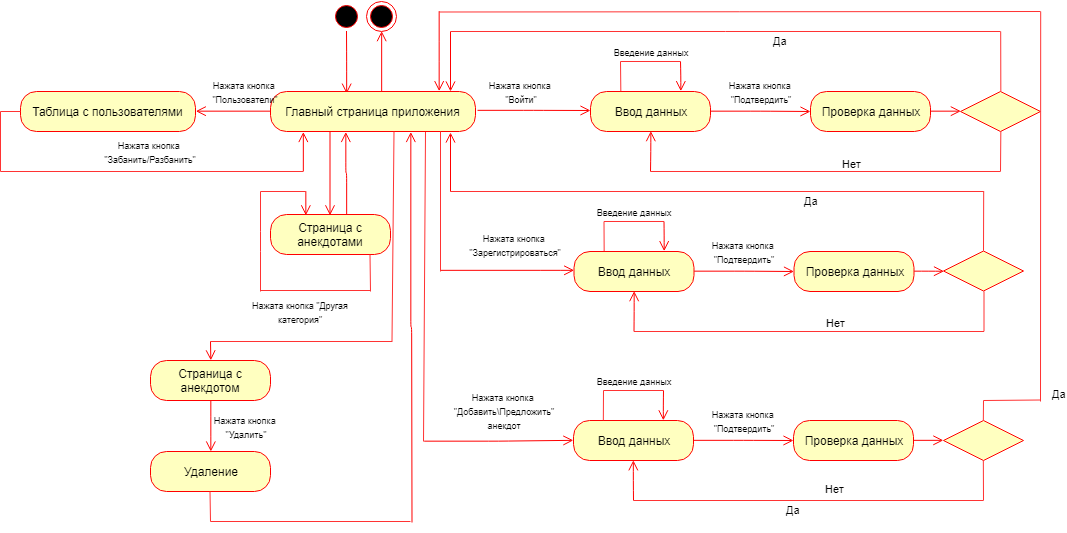 Да
Введение данных
Нажата кнопка
"Пользователи"
Нажата кнопка
"Войти"
Нажата кнопка
"Подтвердить"
Таблица с пользователями
Главный страница приложения
Ввод данных
Проверка данных
Нажата кнопка
"Забанить/Разбанить"
Нет
Да
Введение данных
Страница с
анекдотами
Нажата кнопка
"Зарегистрироваться"
Нажата кнопка
"Подтвердить"
Ввод данных
Проверка данных
Нажата кнопка "Другая
категория"
Нет
Страница с
анекдотом
Введение данных
Да
Нажата кнопка
"Добавить\Предложить"
анекдот
Нажата кнопка
"Подтвердить"
Нажата кнопка
"Удалить"
Ввод данных
Проверка данных
Удаление
Нет
Да